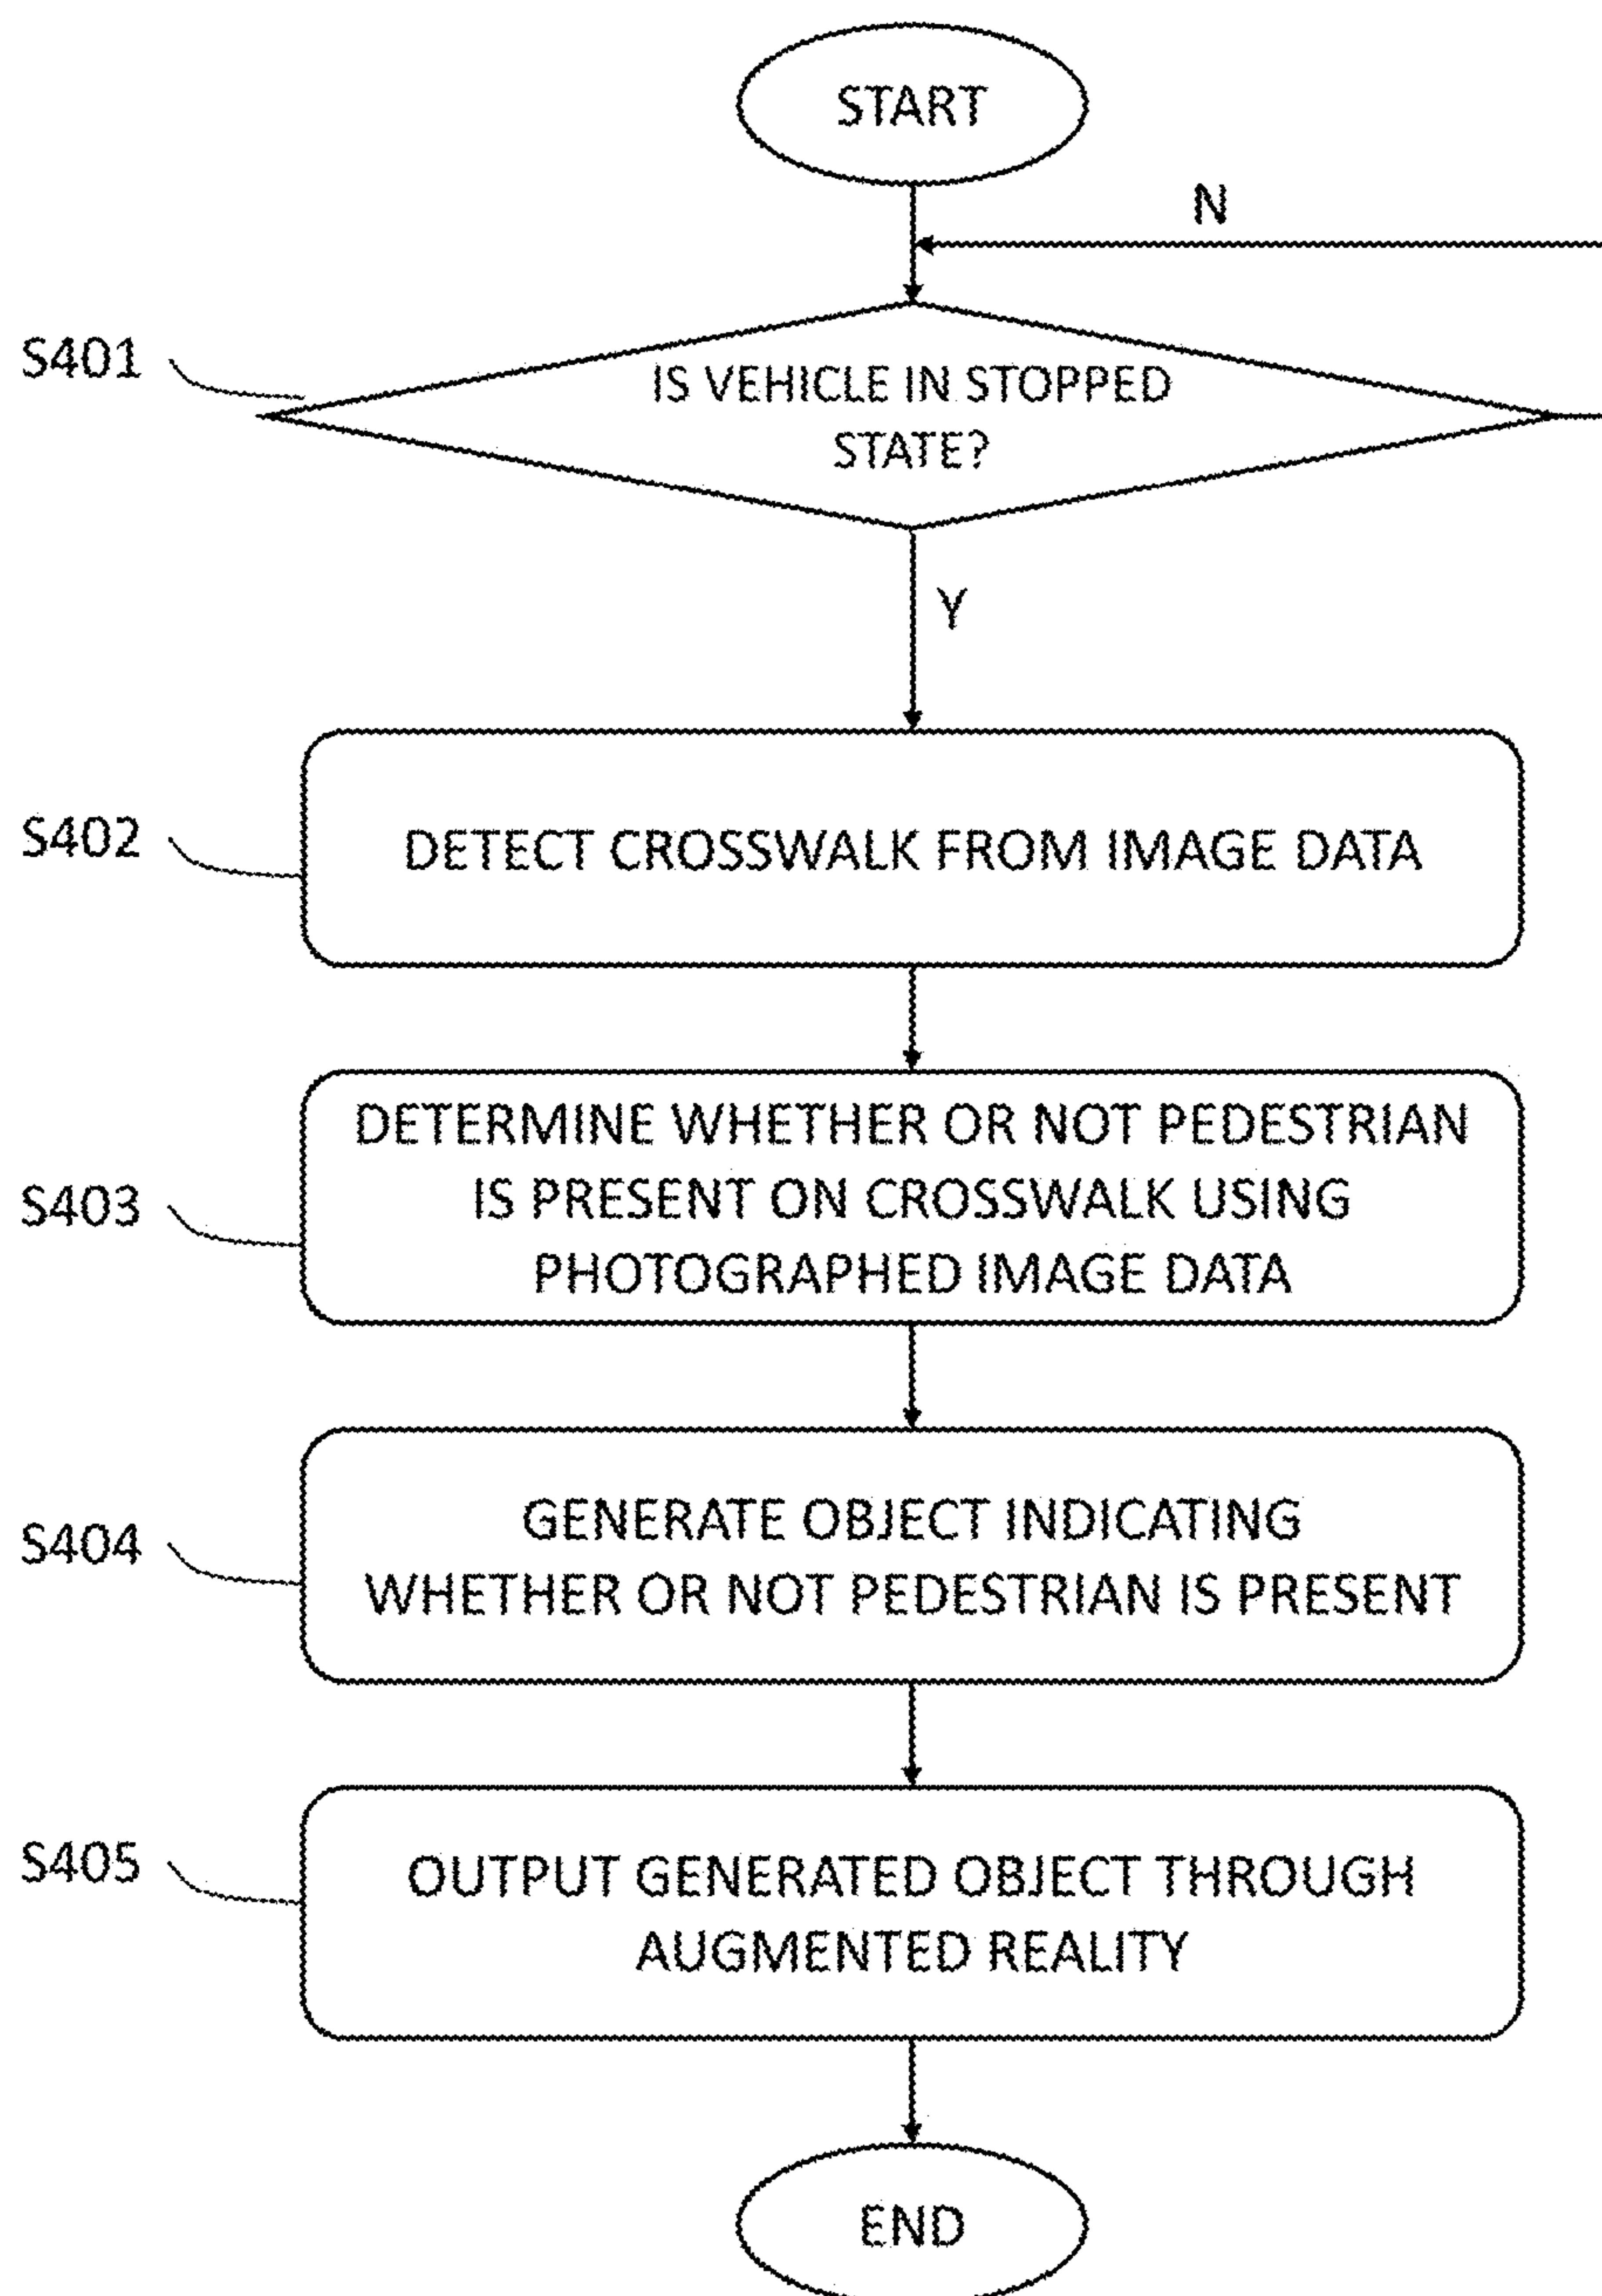 START
N
S401
IS VEHICLE IN STOPPED
STATE?
Y
S402
DETECT CROSSWALK FROM IMAGE DATA
S403
DETERMINE WHETHER OR NOT PEDESTRIAN
IS PRESENT ON CROSSWALK USING
PHOTOGRAPHED IMAGE DATA
S404
GENERATE OBJECT INDICATING
WHETHER OR NOT PEDESTRIAN IS PRESENT
S405
OUTPUT GENERATED OBJECT THROUGH
AUGMENTED REALITY
END